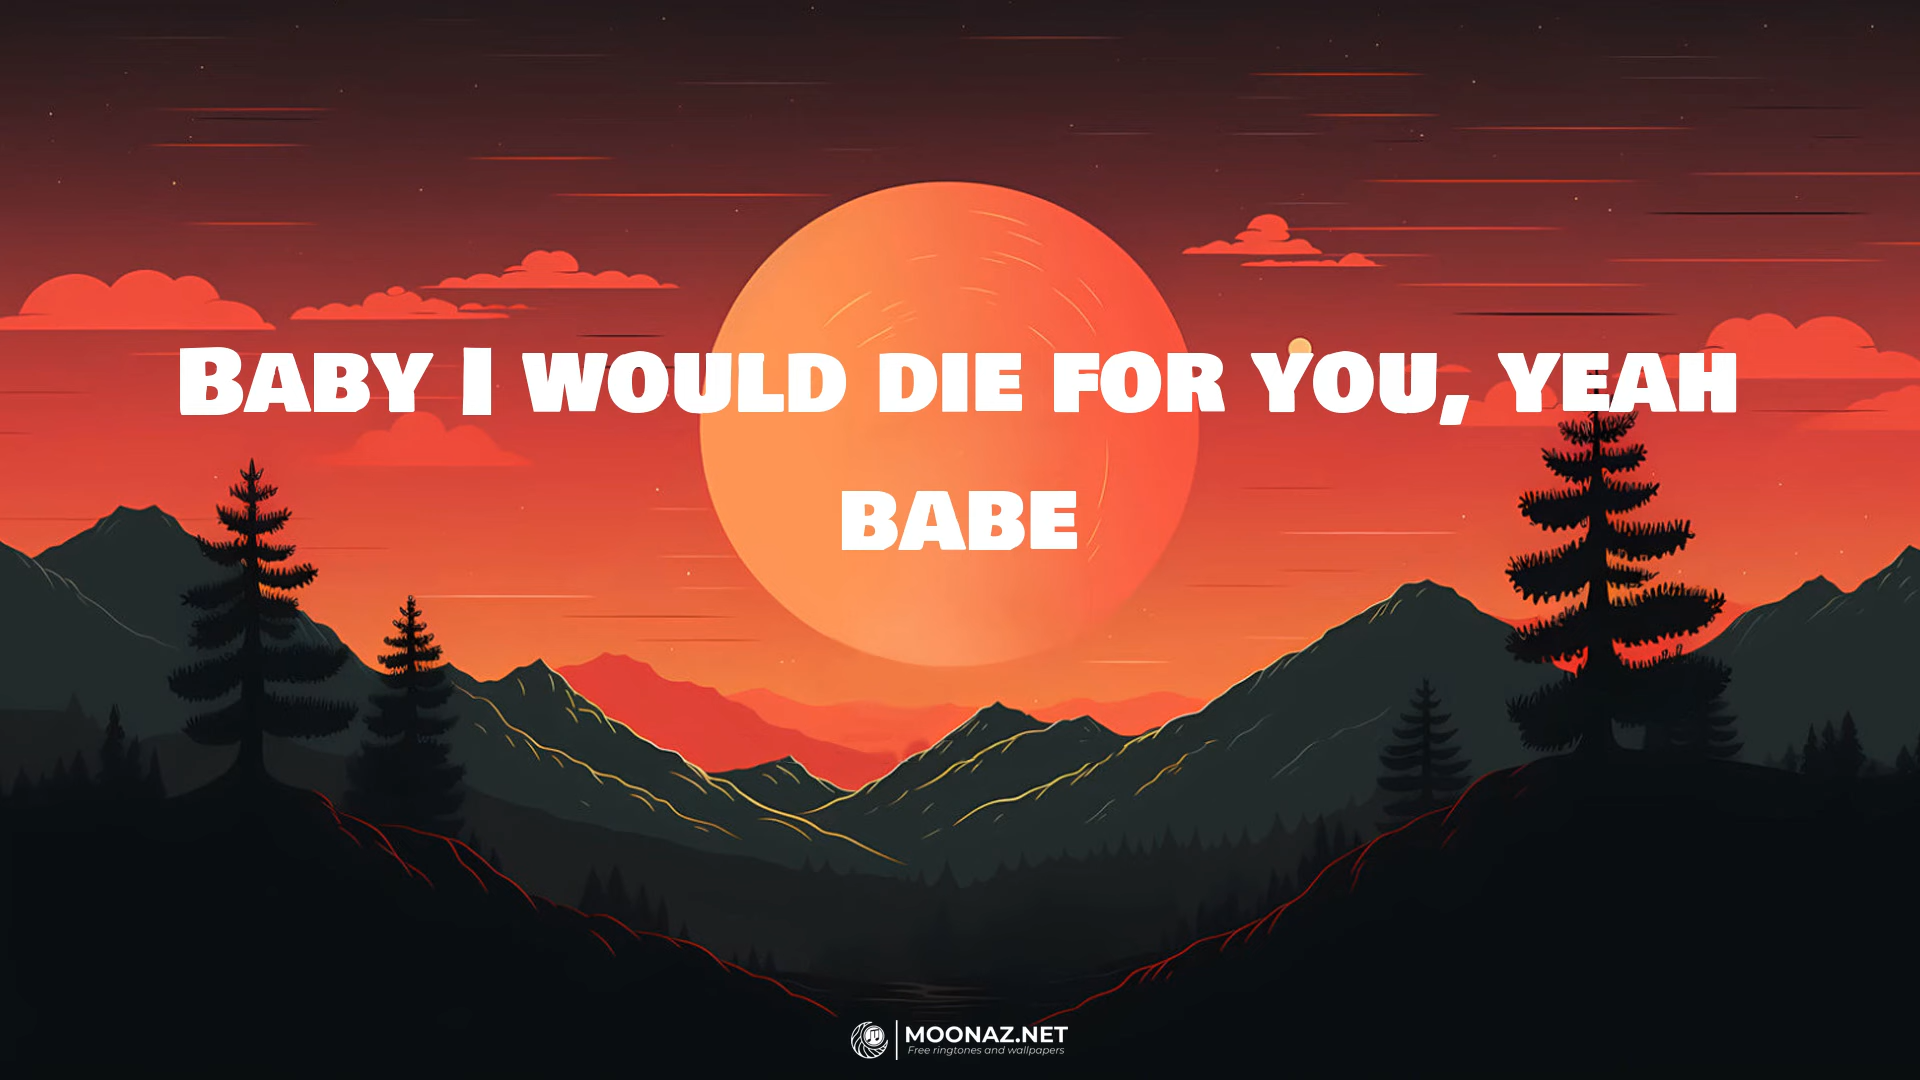 Baby I would die for you, yeah
babe
MOONAZ.NET
Free ringtones and wallpapers